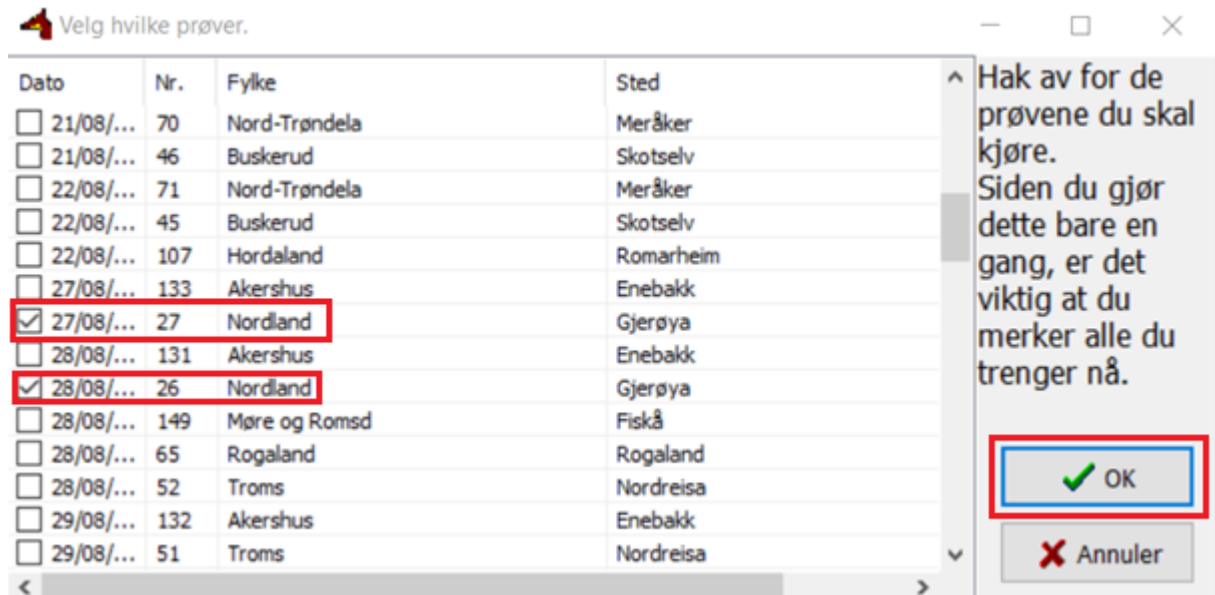 Velg hvilke prøver.
Dato Nr. Fylke Sted
21/08/... 70 Nord-Trøndela Meråker
21/08/... 46 Buskerud Skotselv
22/08/... 71 Nord-Trøndela Meråker
22/08/... 45 Buskerud Skotselv
22/08/... 107 Hordaland Romarheim
27/08/... 133 Akershus Enebakk
27/08/... 27 Nordland Gjerøya
28/08/... 131 Akershus Enebakk
28/08/... 26 Nordland Gjerøya
28/08/... 149 Møre og Romsd Fiskå
28/08/... 65 Rogaland Rogaland
28/08/... 52 Troms Nordreisa
29/08/... 132 Akershus Enebakk
29/08/... 51 Troms Nordreisa
Hak av for de
prøvene du skal
kjøre.
Siden du gjør
dette bare en
gang, er det
viktig at du
merker alle du
trenger nå.
OK
Annuler